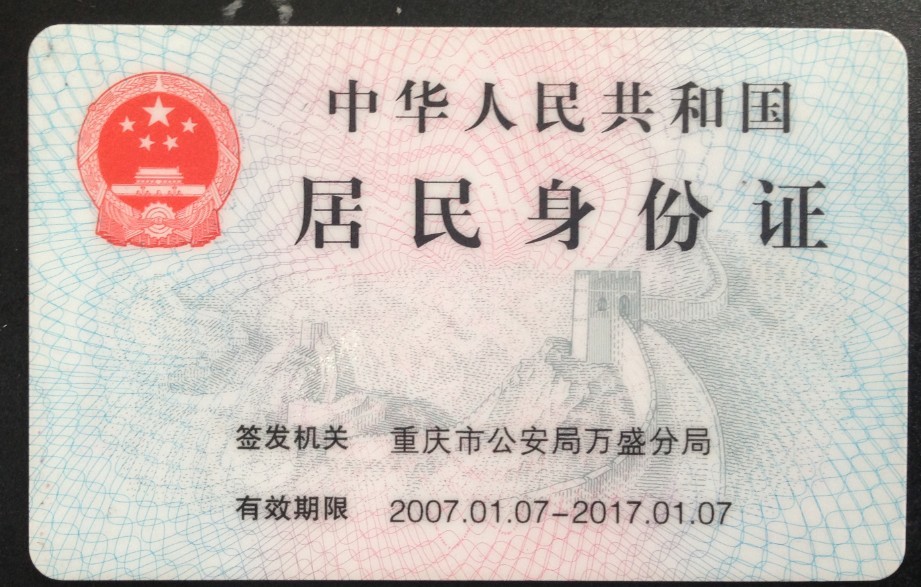 中华人民共和国
居民身份证
签发机关 重庆市公安局万盛分局
有效期限 2007.01.07-2017.01.07